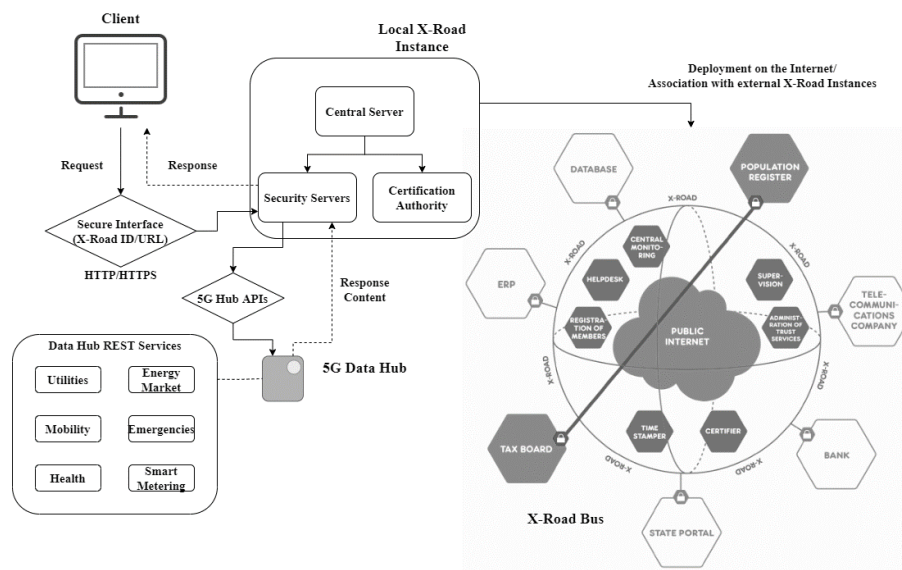 Client
Local X-Road
Instance
Central Server
Security Servers
Certification
Authority
Request
Response
Secure Interface
(X-Road ID/URL)
HTTP/HTTPS
5G Hub APIs
Response
Content
5G Data Hub
Data Hub REST Services
Utilities
Energy
Market
Mobility
Emergencies
Health
Smart
Metering
Deployment on the Internet/
Association with external X-Road Instances
DATABASE
POPULATION
REGISTER
X-ROAD
X-ROAD
X-ROAD
CENTRAL
MONITO-
RING
HELPDESK
SUPER-
VISION
ERP
TELE-
COMMUNI-
CATIONS
COMPANY
REGISTRA-
TION OF
MEMBERS
PUBLIC
INTERNET
ADMINIST-
RATION OF
TRUST
SERVICES
X-ROAD
X-ROAD
TIME
STAMPER
CERTIFIER
TAX BOARD
BANK
X-ROAD
X-ROAD
STATE PORTAL
X-Road Bus